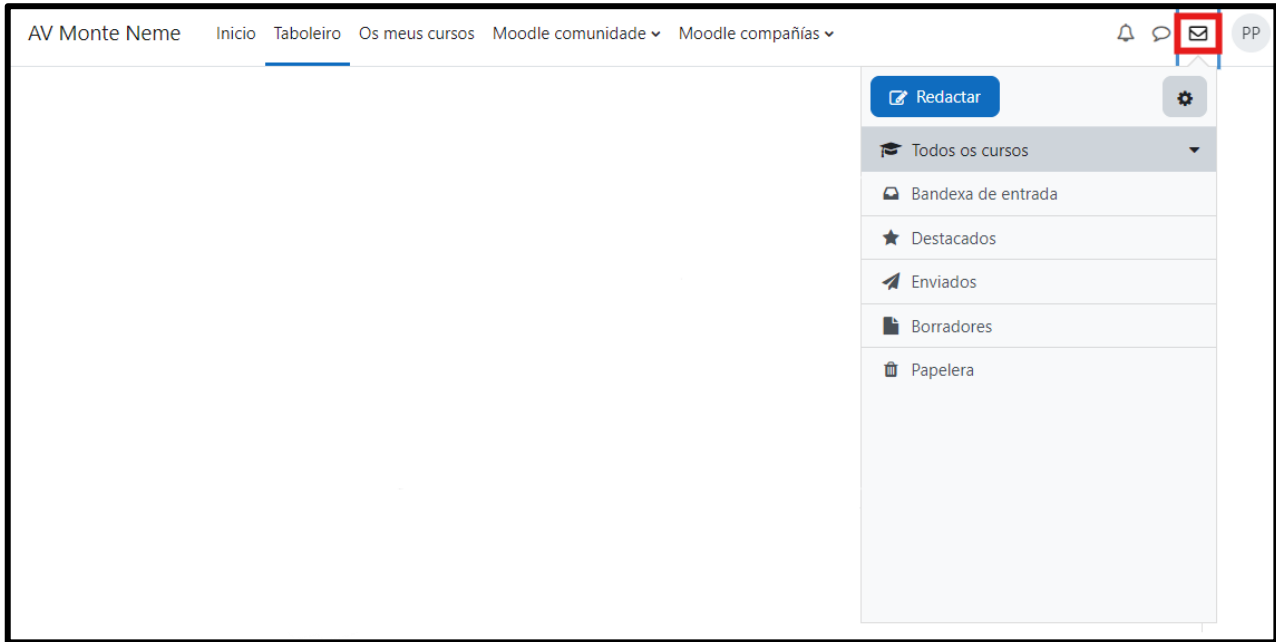 AV Monte Neme Inicio Taboleiro Os meus cursos Moodle comunidade Moodle compañías PP
Redactar
Todos os cursos
Bandexa de entrada
Destacados
Enviados
Borradores
Papelera